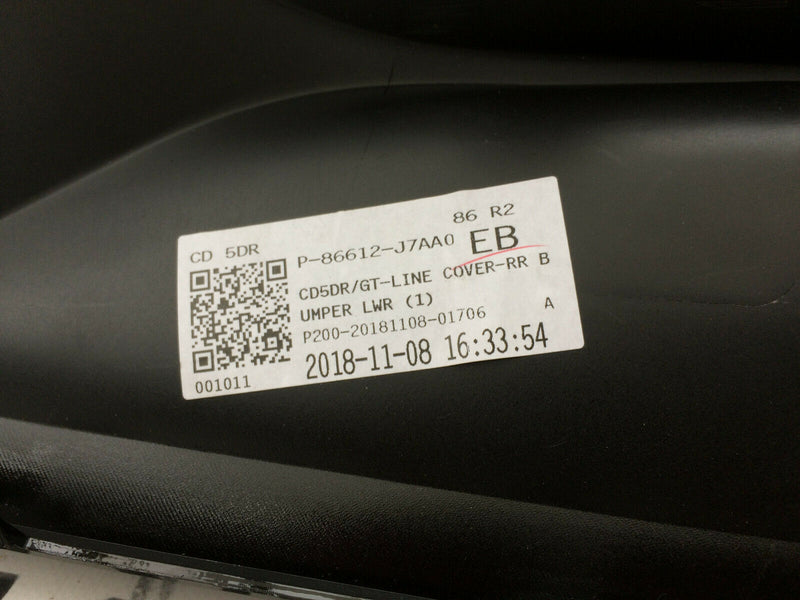 86 R2
CD 5DR
P-86612-J7AA0 EB
CD5DR/GT-LINE COVER-RR B
UMPER LWR (1)
P200-20181108-01706 A
2018-11-08 16:33:54
001011